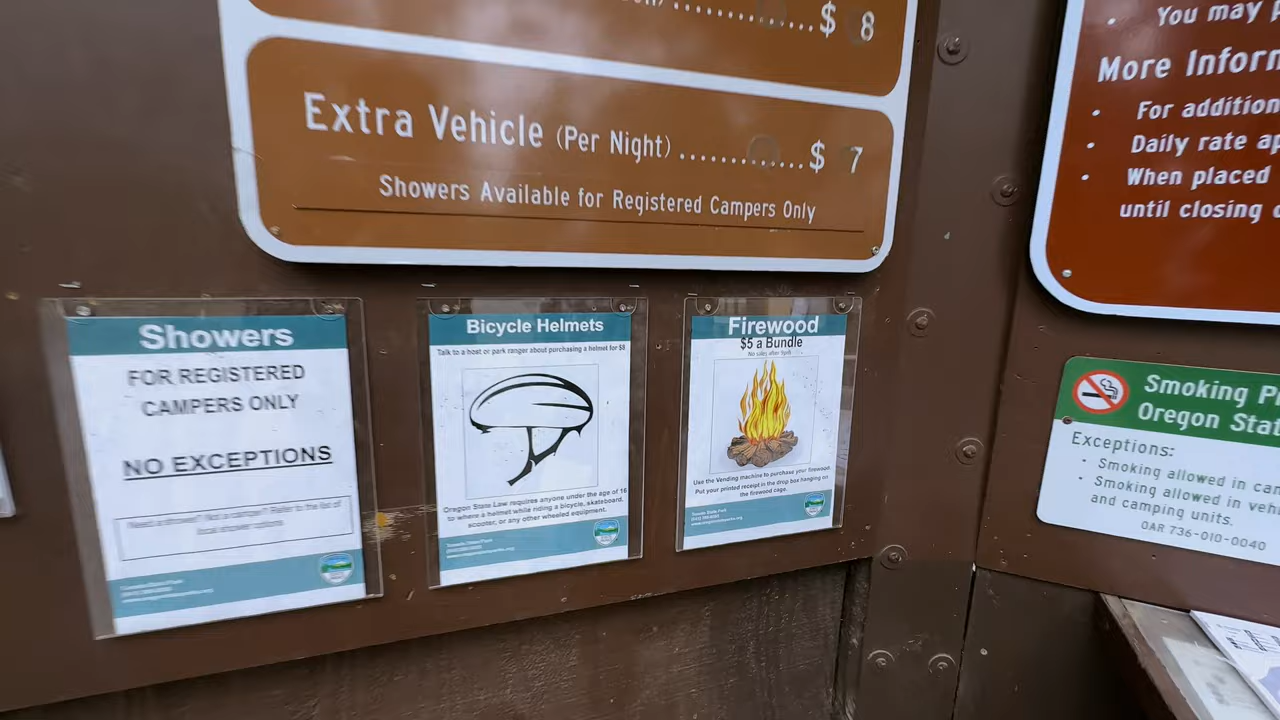 $ 8
Extra Vehicle (Per Night) ............... $ 7
Showers Available for Registered Campers Only
Showers
FOR REGISTERED
CAMPERS ONLY
NO EXCEPTIONS
Bicycle Helmets
Talk to a host or park ranger about purchasing a helmet for $8
Oregon State Law requires anyone under the age of 16
to where a helmet while riding a bicycle, skateboard,
scooter, or any other wheeled equipment.
Firewood
$5 a Bundle
No sales after 9pm
Use the Vending machine to purchase your firewood.
Put your printed receipt in the drop box hanging on
the firewood cage.
• You may
More Inform
• For addition
• Daily rate ap
• When placed
until closing
Smoking P
Oregon Stat
Exceptions:
• Smoking allowed in cam
• Smoking allowed in vehi
and camping units.
OAR 736-010-0040